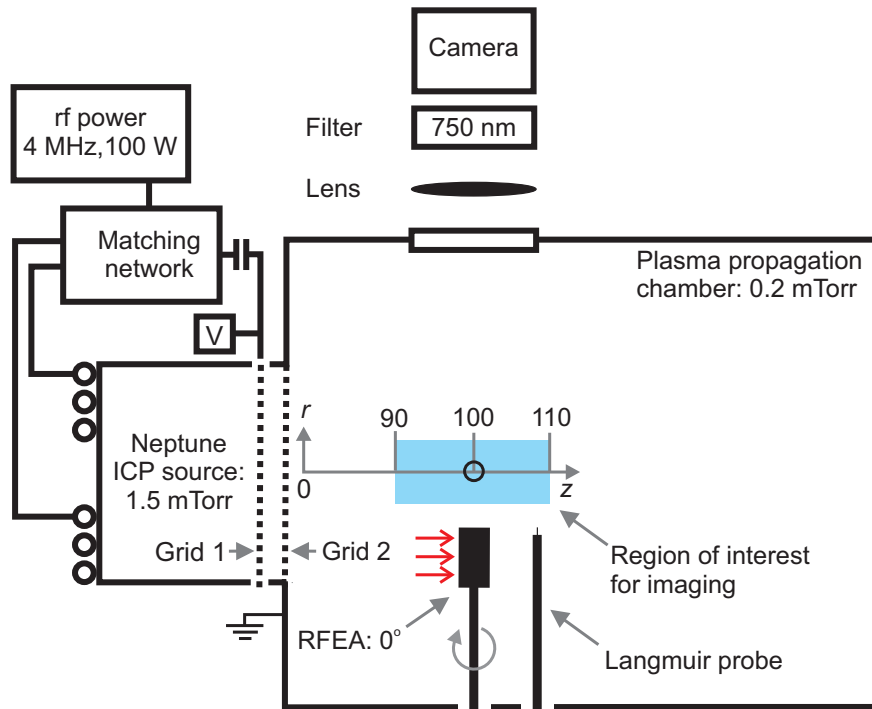 Camera
rf power
4 MHz,100 W
Filter
750 nm
Lens
Matching
network
Plasma propagation
chamber: 0.2 mTorr
V
r
90
100
110
Neptune
ICP source:
1.5 mTorr
0
z
Grid 1
Grid 2
Region of interest
for imaging
RFEA: 0°
Langmuir probe